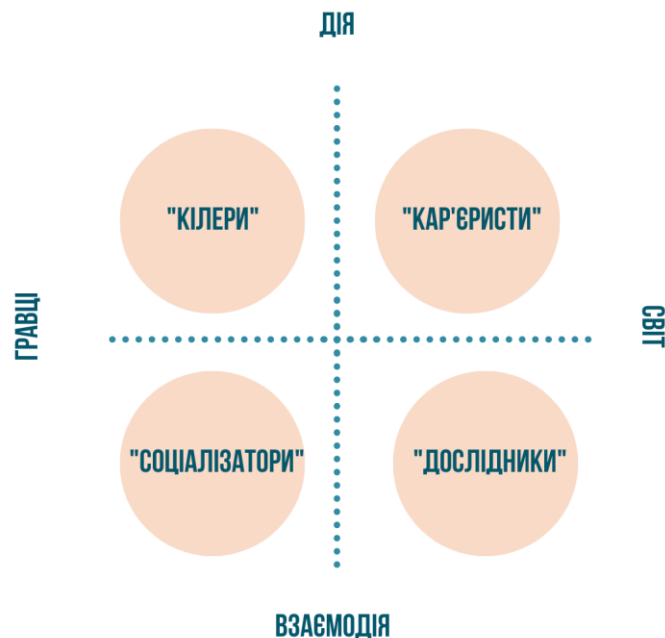 ДІЯ
"КІЛЕРИ"
"КАР'ЄРИСТИ"
ГРАВЦІ
СВІТ
"СОЦІАЛІЗАТОРИ"
"ДОСЛІДНИКИ"
ВЗАЄМОДІЯ